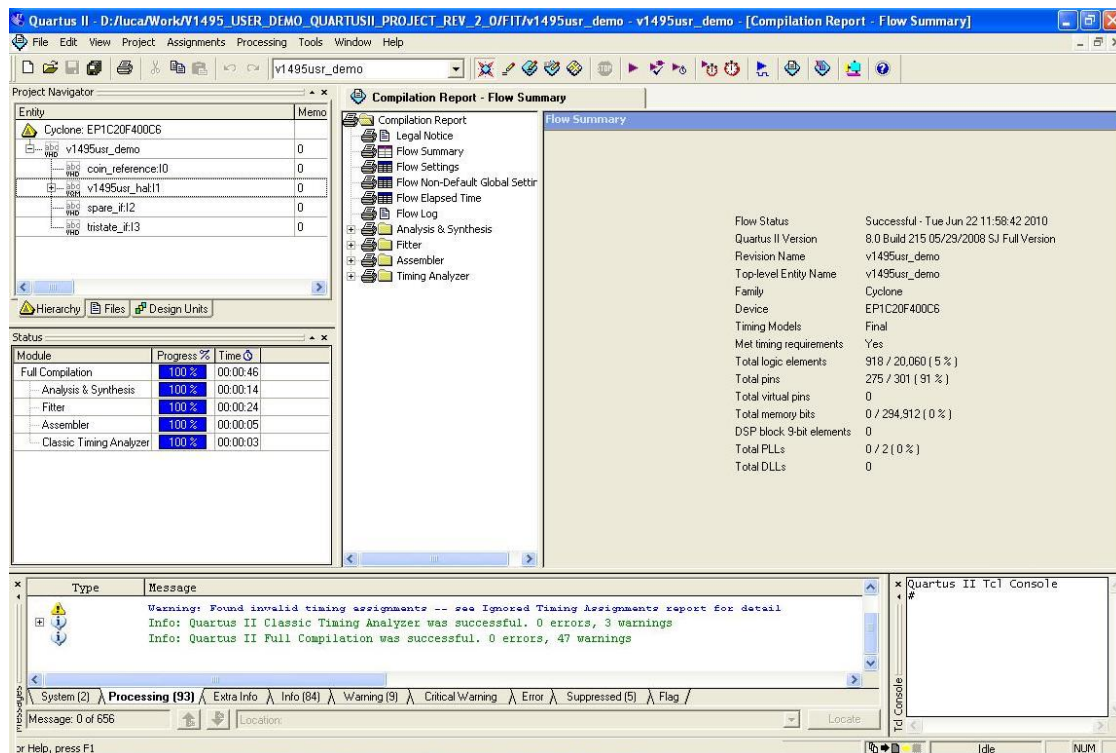 Quartus II - D:/luca/Work/V1495_USER_DEMO_QUARTUSII_PROJECT_REV_2_0/FIT/v1495usr_demo - v1495usr_demo - [Compilation Report - Flow Summary]
File Edit View Project Assignments Processing Tools Window Help
v1495usr_demo
Project Navigator
Entity Memo
Cyclone: EP1C20F400C6
v1495usr_demo 0
coin_reference:I0 0
v1495usr_hal:I1 0
spare_if:I2 0
tristate_if:I3 0
Hierarchy Files Design Units
Status
Module Progress % Time
Full Compilation 100 % 00:00:46
Analysis & Synthesis 100 % 00:00:14
Fitter 100 % 00:00:24
Assembler 100 % 00:00:05
Classic Timing Analyzer 100 % 00:00:03
Compilation Report - Flow Summary
Compilation Report
Legal Notice
Flow Summary
Flow Settings
Flow Non-Default Global Settir
Flow Elapsed Time
Flow Log
Analysis & Synthesis
Fitter
Assembler
Timing Analyzer
Flow Summary
Flow Status Successful - Tue Jun 22 11:58:42 2010
Quartus II Version 8.0 Build 215 05/29/2008 SJ Full Version
Revision Name v1495usr_demo
Top-level Entity Name v1495usr_demo
Family Cyclone
Device EP1C20F400C6
Timing Models Final
Met timing requirements Yes
Total logic elements 918 / 20,060 ( 5 % )
Total pins 275 / 301 ( 91 % )
Total virtual pins 0
Total memory bits 0 / 294,912 ( 0 % )
DSP block 9-bit elements 0
Total PLLs 0 / 2 ( 0 % )
Total DLLs 0
Type Message
Warning: Found invalid timing assignments -- see Ignored Timing Assignments report for detail
Info: Quartus II Classic Timing Analyzer was successful. 0 errors, 3 warnings
Info: Quartus II Full Compilation was successful. 0 errors, 47 warnings
System (2) Processing (93) Extra Info Info (84) Warning (9) Critical Warning Error Suppressed (5) Flag
Message: 0 of 656 Location: Locate
Quartus II Tcl Console
#
Tcl Console
or Help, press F1 Idle NUM